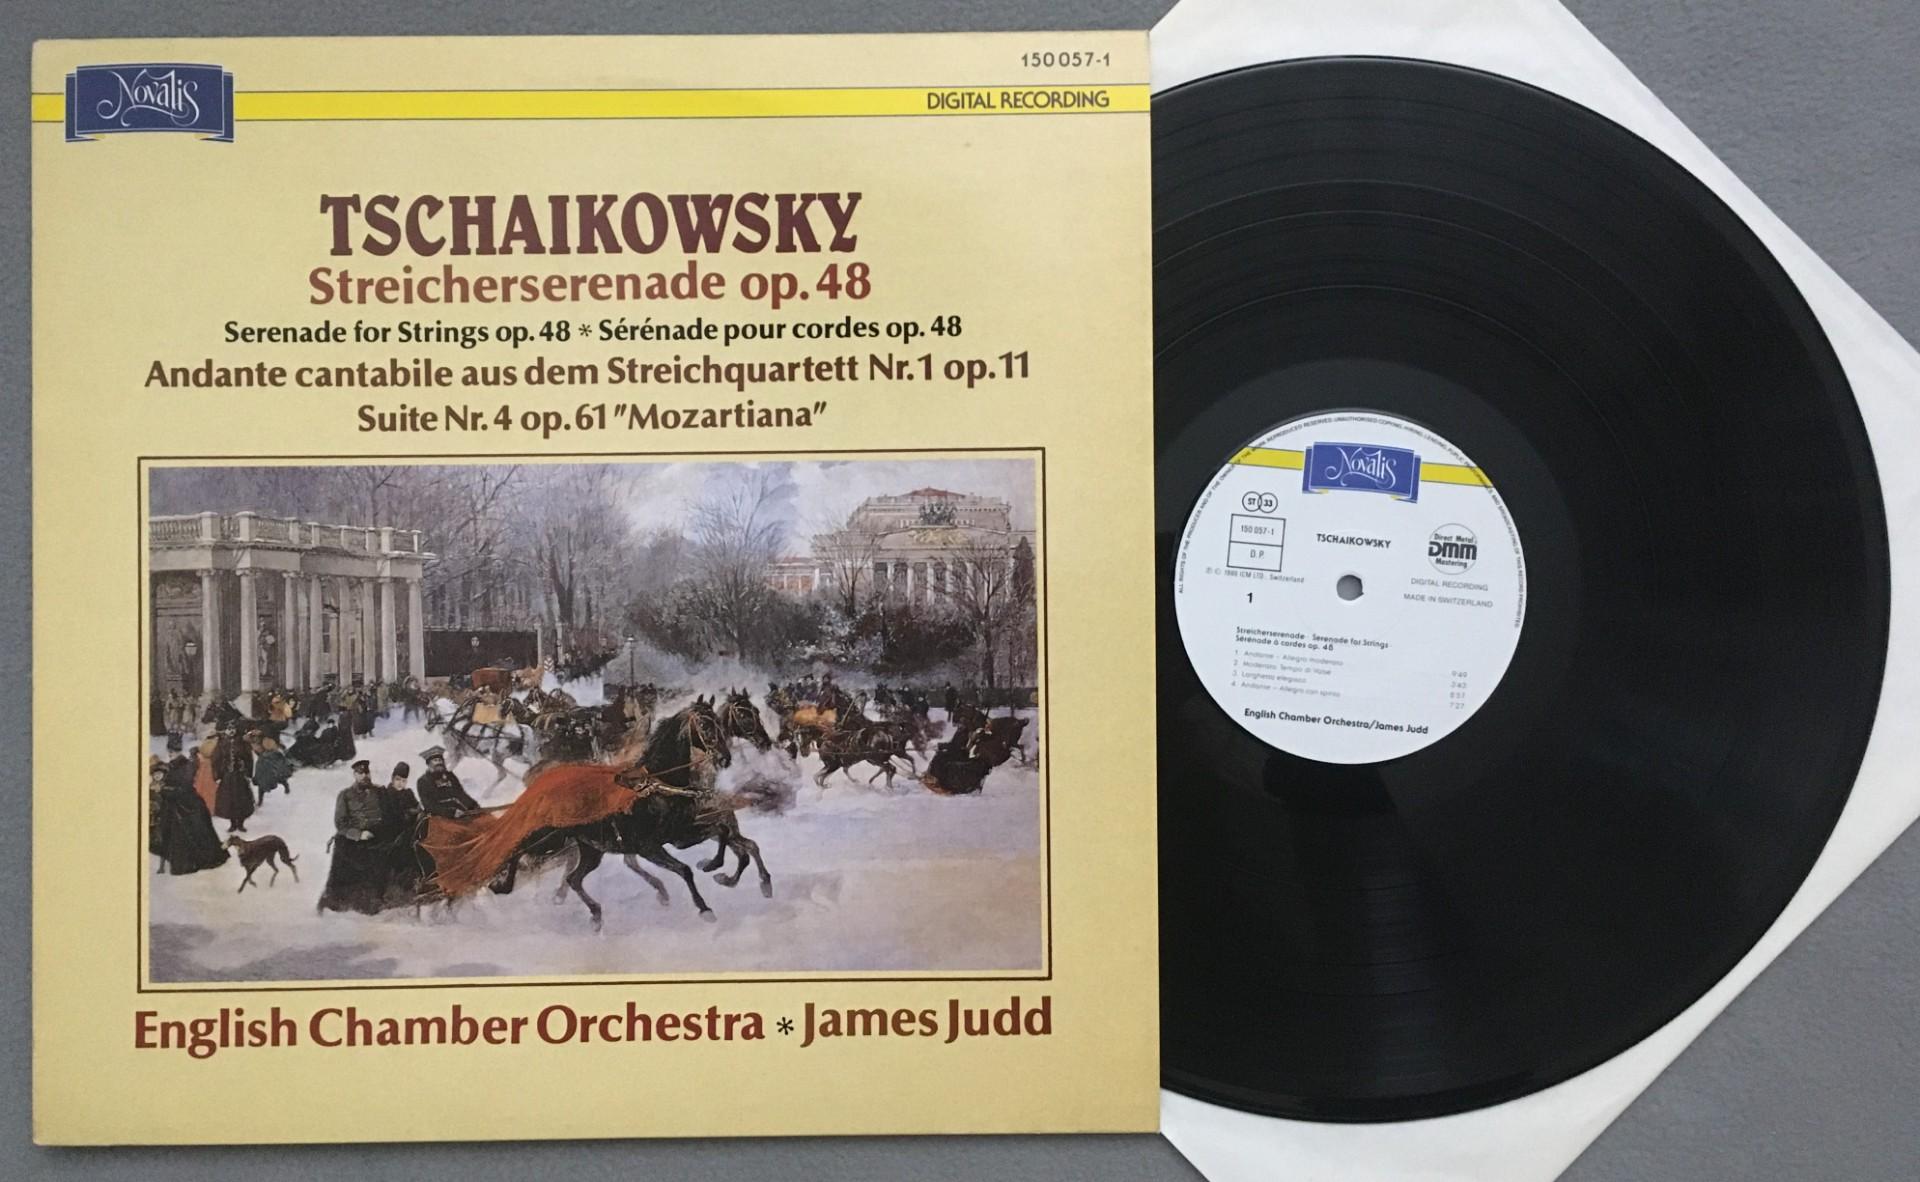 Novalis
150 057-1
DIGITAL RECORDING
TSCHAIKOWSKY
Streicherserenade op. 48
Serenade for Strings op. 48 * Sérénade pour cordes op. 48
Andante cantabile aus dem Streichquartett Nr. 1 op. 11
Suite Nr. 4 op. 61 "Mozartiana"
English Chamber Orchestra * James Judd
Novalis
ST 33
150 057-1
D.P.
TSCHAIKOWSKY
Direct Metal
DMM
Mastering
DIGITAL RECORDING
MADE IN SWITZERLAND
ICM LTD., Switzerland
1
Streicherserenade · Serenade for Strings ·
Sérénade à cordes op. 48
1. Andante – Allegro moderato 9:49
2. Moderato. Tempo di Valse 3:43
3. Larghetto elegiaco 8:57
4. Andante – Allegro con spirito 7:27
English Chamber Orchestra/James Judd